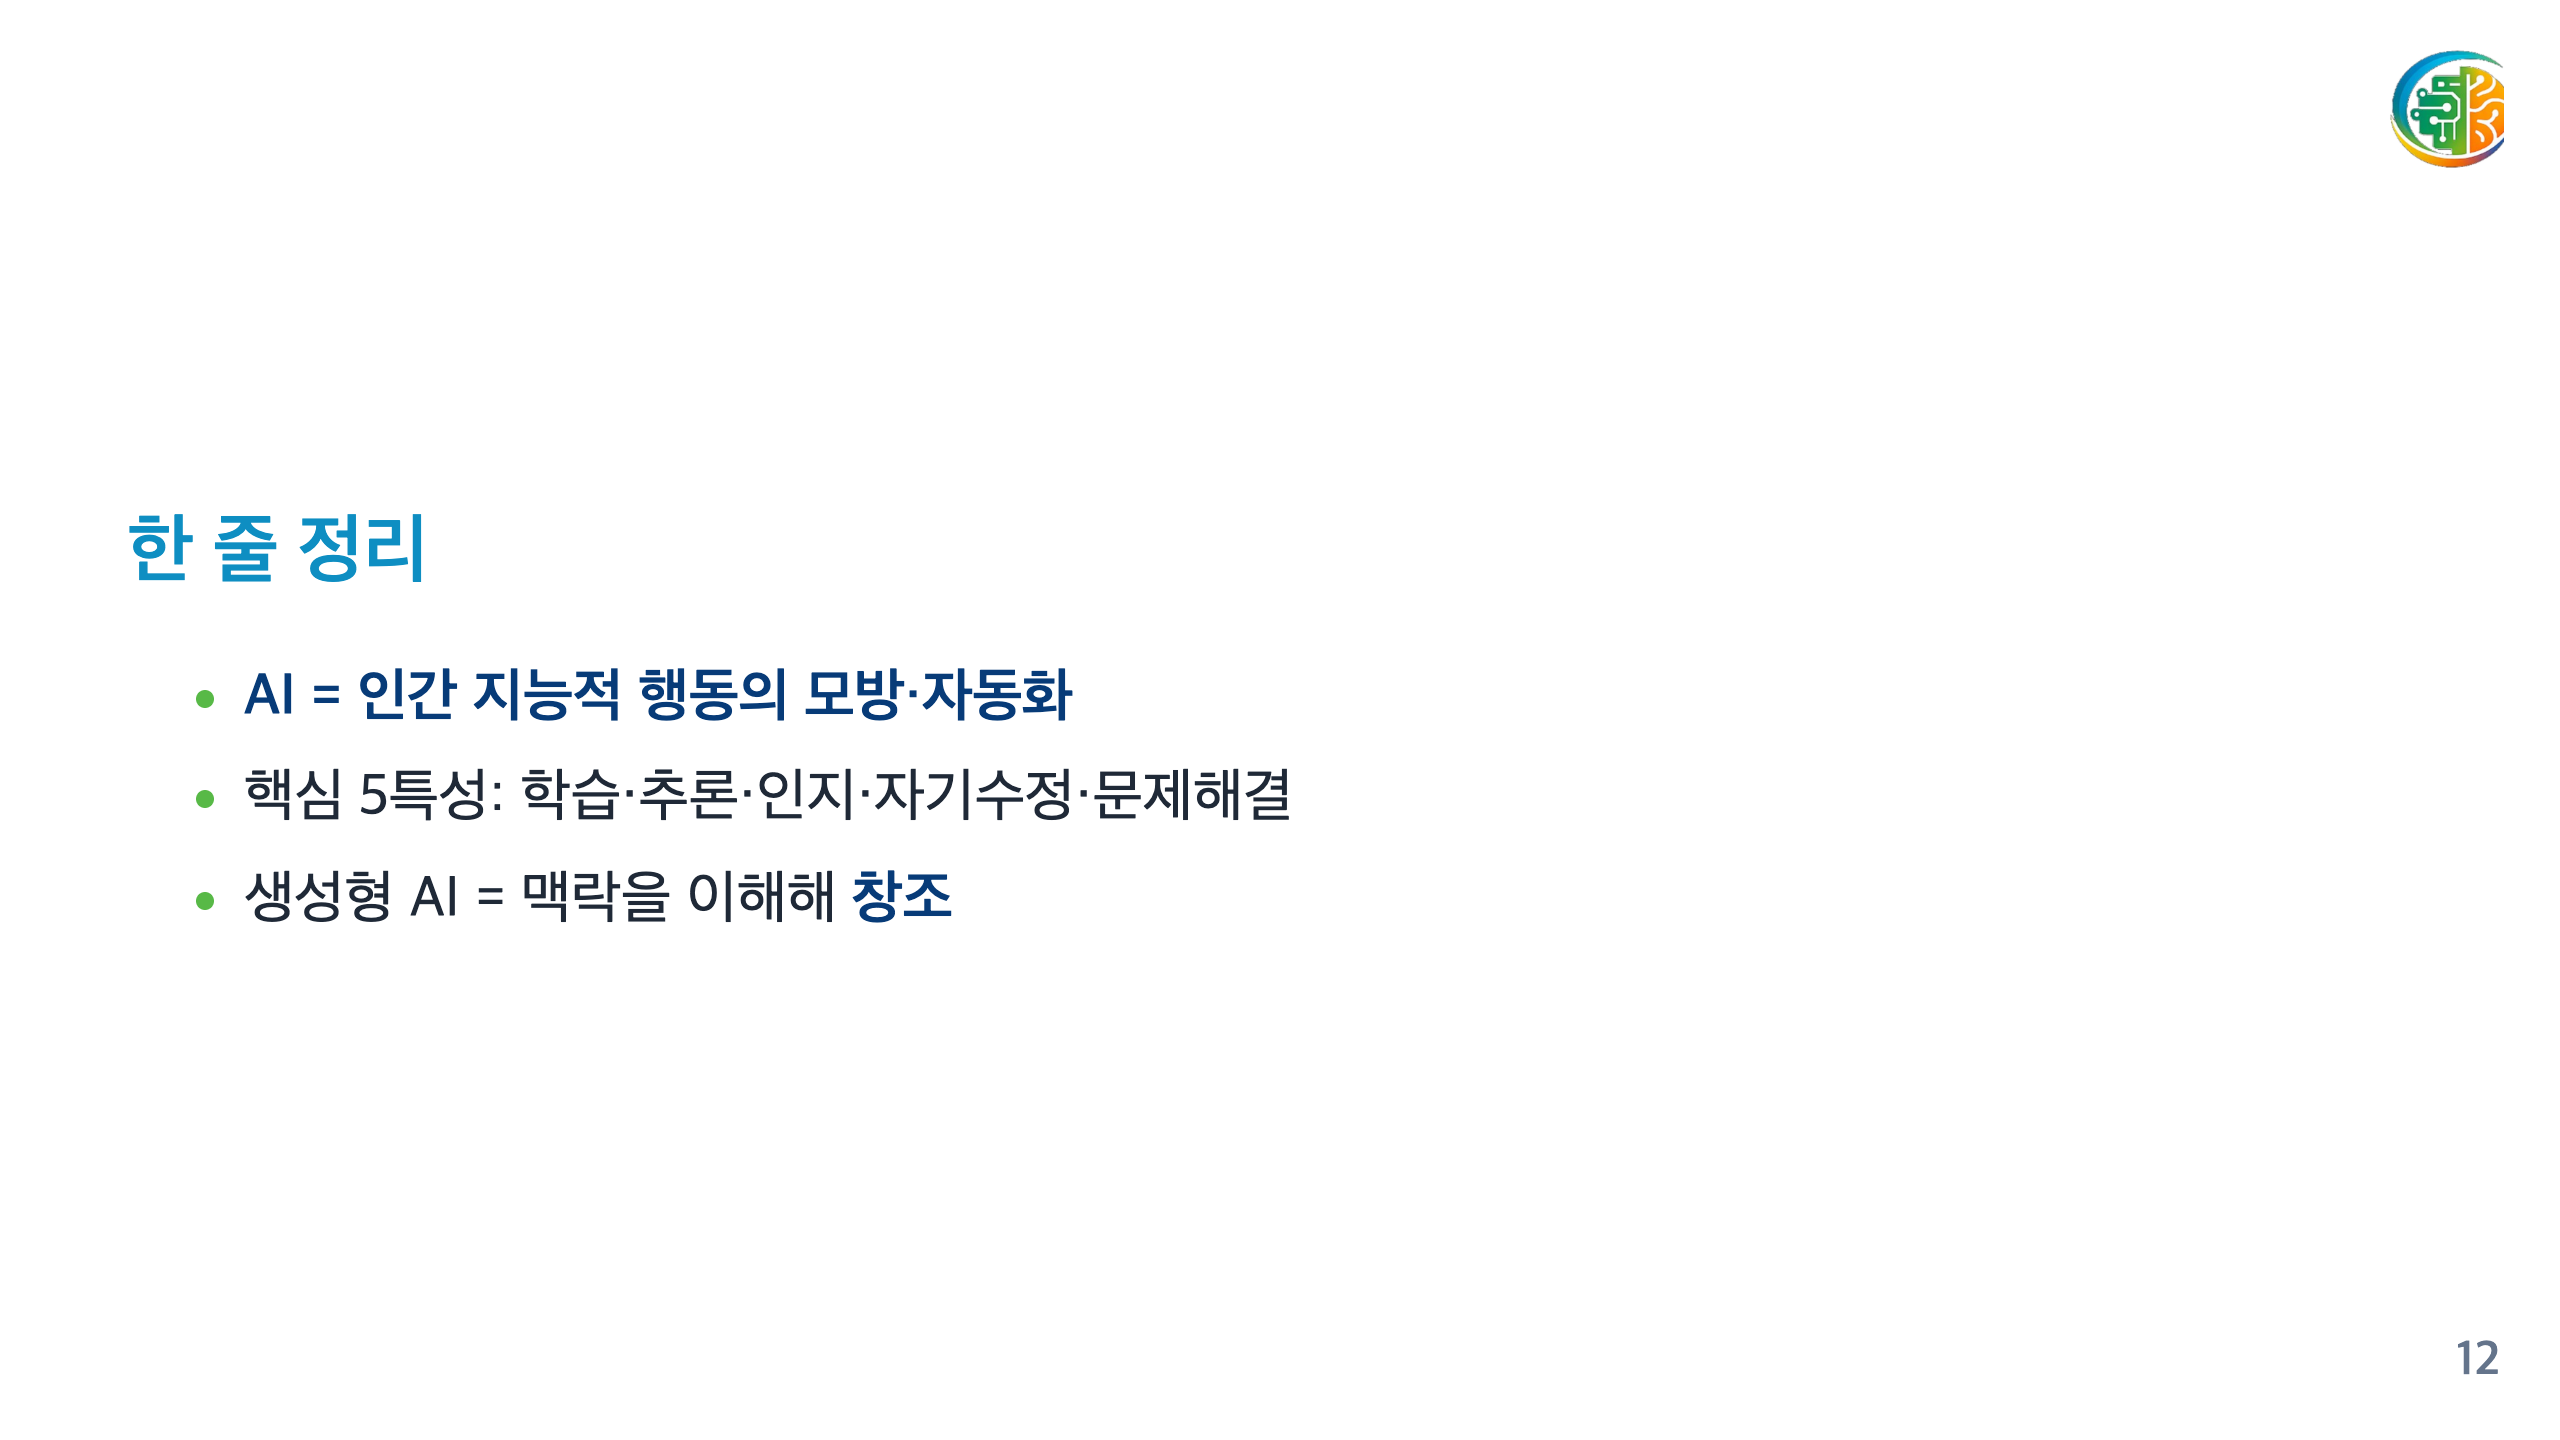 한 줄 정리
• AI = 인간 지능적 행동의 모방·자동화
• 핵심 5특성: 학습·추론·인지·자기수정·문제해결
• 생성형 AI = 맥락을 이해해 창조
12